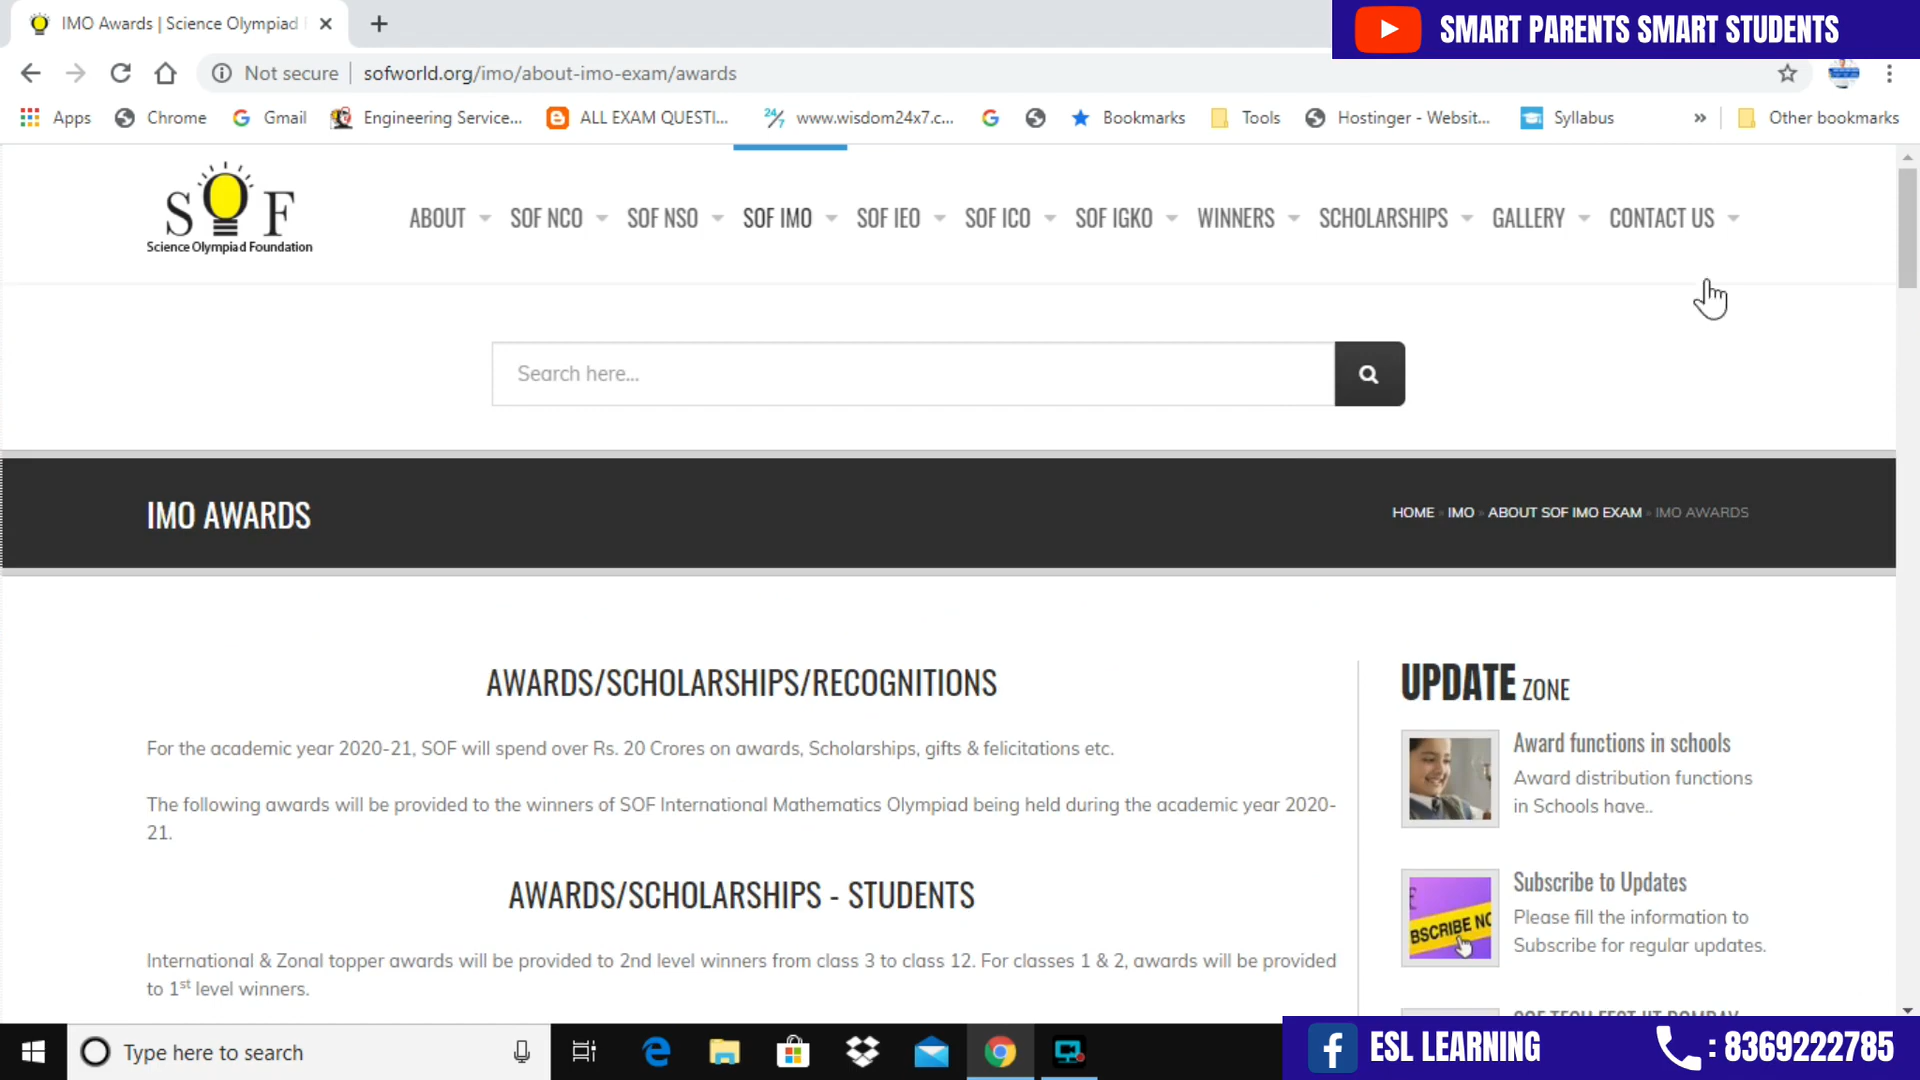 IMO Awards | Science Olympiad
SMART PARENTS SMART STUDENTS
Not secure
sofworld.org/imo/about-imo-exam/awards
Apps
Chrome
Gmail
Engineering Service...
ALL EXAM QUESTI...
24/7
www.wisdom24x7.c...
Bookmarks
Tools
Hostinger - Websit...
Syllabus
»
Other bookmarks
SOF
Science Olympiad Foundation
ABOUT
SOF NCO
SOF NSO
SOF IMO
SOF IEO
SOF ICO
SOF IGKO
WINNERS
SCHOLARSHIPS
GALLERY
CONTACT US
Search here...
IMO AWARDS
HOME » IMO » ABOUT SOF IMO EXAM » IMO AWARDS
AWARDS/SCHOLARSHIPS/RECOGNITIONS
For the academic year 2020-21, SOF will spend over Rs. 20 Crores on awards, Scholarships, gifts & felicitations etc.
The following awards will be provided to the winners of SOF International Mathematics Olympiad being held during the academic year 2020-
21.
AWARDS/SCHOLARSHIPS - STUDENTS
International & Zonal topper awards will be provided to 2nd level winners from class 3 to class 12. For classes 1 & 2, awards will be provided
to 1st level winners.
UPDATE ZONE
Award functions in schools
Award distribution functions
in Schools have..
BSCRIBE NO
Subscribe to Updates
Please fill the information to
Subscribe for regular updates.
SOF TECH FEST IIT BOMBAY
Type here to search
ESL LEARNING
: 8369222785